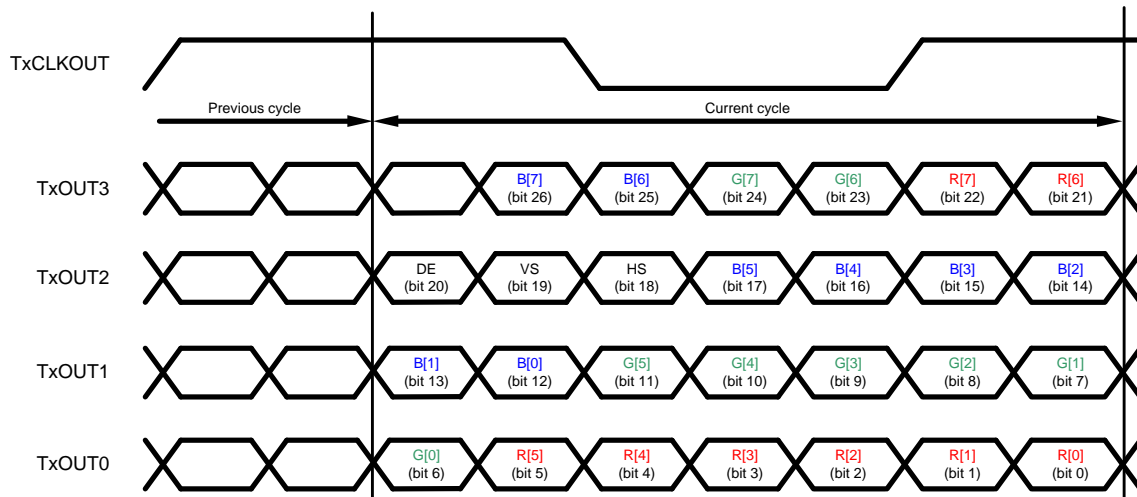 TxCLKOUT
Previous cycle
Current cycle
TxOUT3
B[7]
(bit 26)
B[6]
(bit 25)
G[7]
(bit 24)
G[6]
(bit 23)
R[7]
(bit 22)
R[6]
(bit 21)
TxOUT2
DE
(bit 20)
VS
(bit 19)
HS
(bit 18)
B[5]
(bit 17)
B[4]
(bit 16)
B[3]
(bit 15)
B[2]
(bit 14)
TxOUT1
B[1]
(bit 13)
B[0]
(bit 12)
G[5]
(bit 11)
G[4]
(bit 10)
G[3]
(bit 9)
G[2]
(bit 8)
G[1]
(bit 7)
TxOUT0
G[0]
(bit 6)
R[5]
(bit 5)
R[4]
(bit 4)
R[3]
(bit 3)
R[2]
(bit 2)
R[1]
(bit 1)
R[0]
(bit 0)